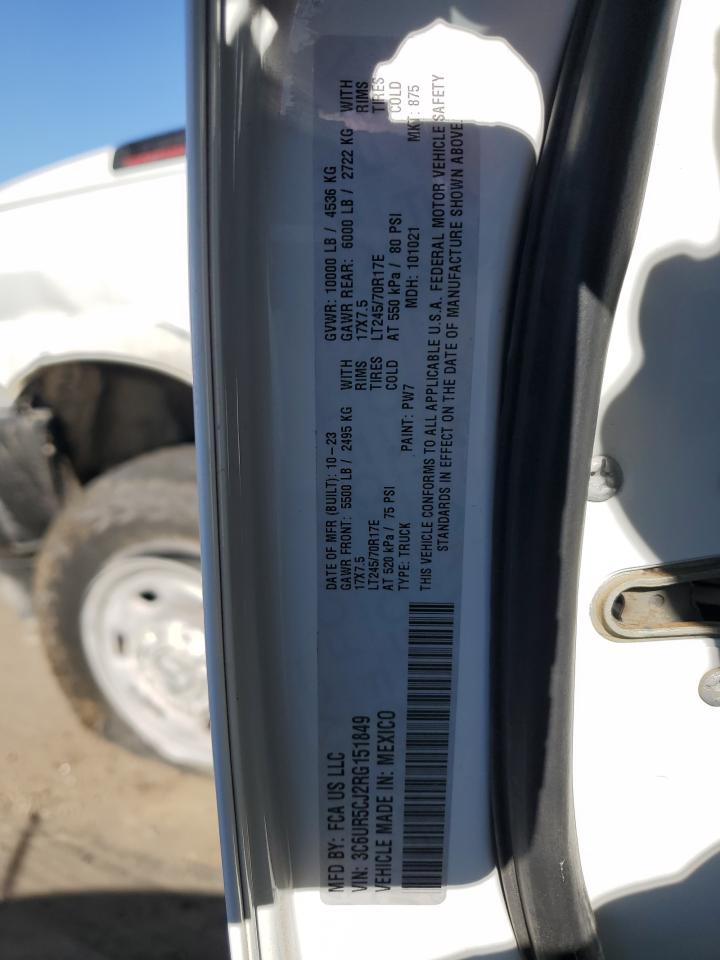 MFD BY: FCA US LLC
VIN: 3C6UR5CJ2RG151849
VEHICLE MADE IN: MEXICO
DATE OF MFR (BUILT): 10-23
GVWR: 10000 LB / 4536 KG
GAWR FRONT: 5500 LB / 2495 KG WITH
GAWR REAR: 6000 LB / 2722 KG WITH
17X7.5 RIMS
17X7.5 RIMS
LT245/70R17E TIRES
LT245/70R17E TIRES
AT 520 kPa / 75 PSI COLD
AT 550 kPa / 80 PSI COLD
TYPE: TRUCK PAINT: PW7 MDH: 101021 MKT: 875
THIS VEHICLE CONFORMS TO ALL APPLICABLE U.S.A. FEDERAL MOTOR VEHICLE SAFETY
STANDARDS IN EFFECT ON THE DATE OF MANUFACTURE SHOWN ABOVE.